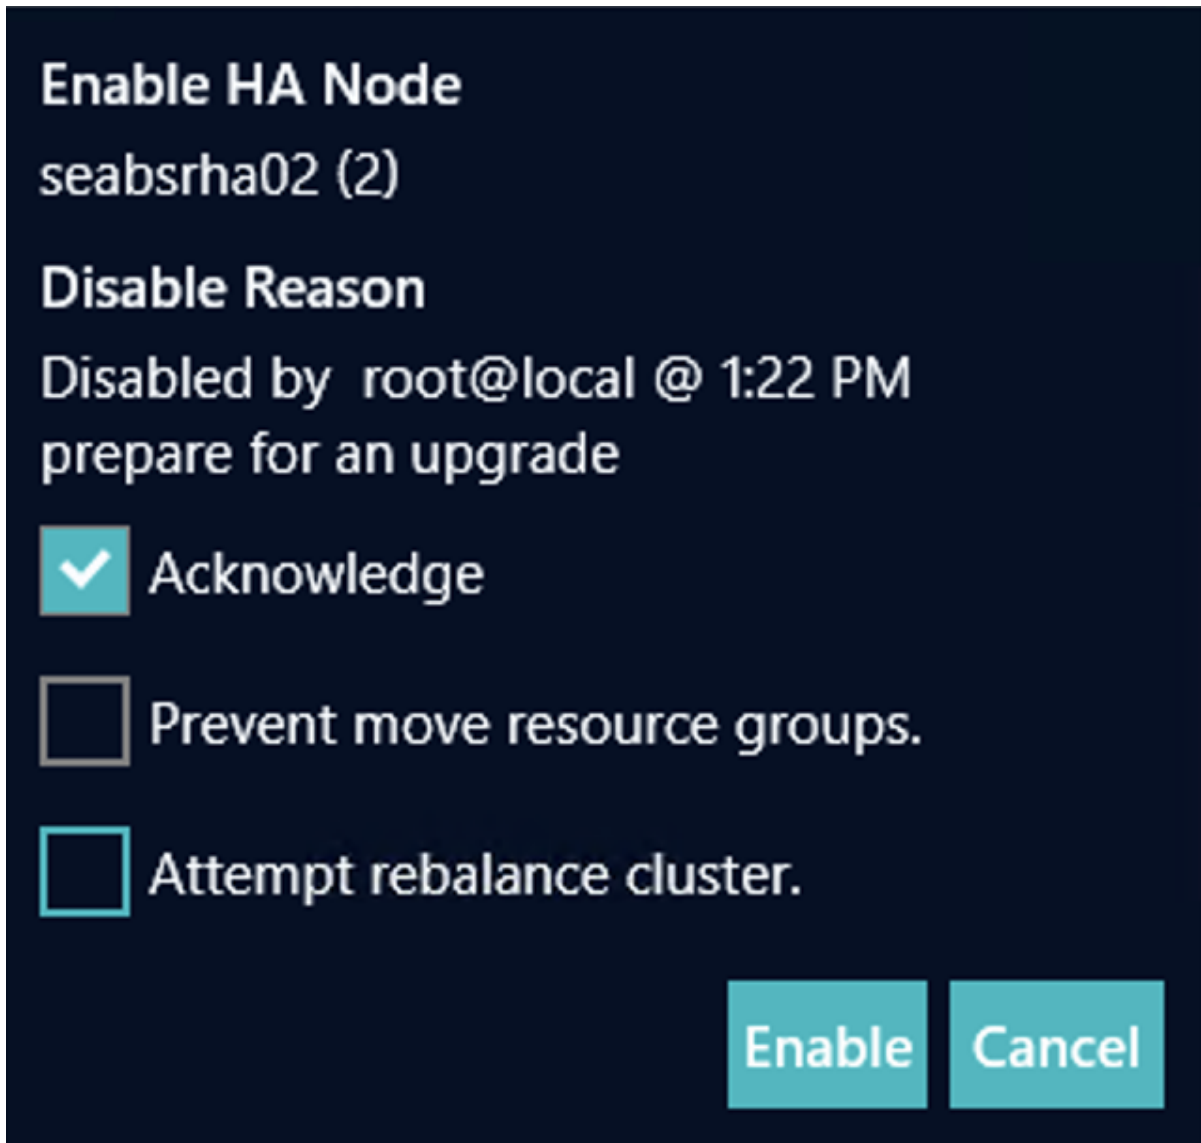 Enable HA Node
seabsrha02 (2)
Disable Reason
Disabled by  root@local @ 1:22 PM
prepare for an upgrade
Acknowledge
Prevent move resource groups.
Attempt rebalance cluster.
Enable Cancel